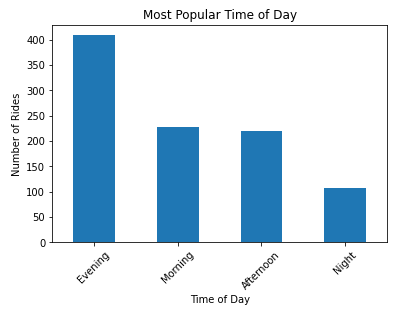 Most Popular Time of Day
Number of Rides
400
350
300
250
200
150
100
50
0
Evening
Morning
Afternoon
Night
Time of Day